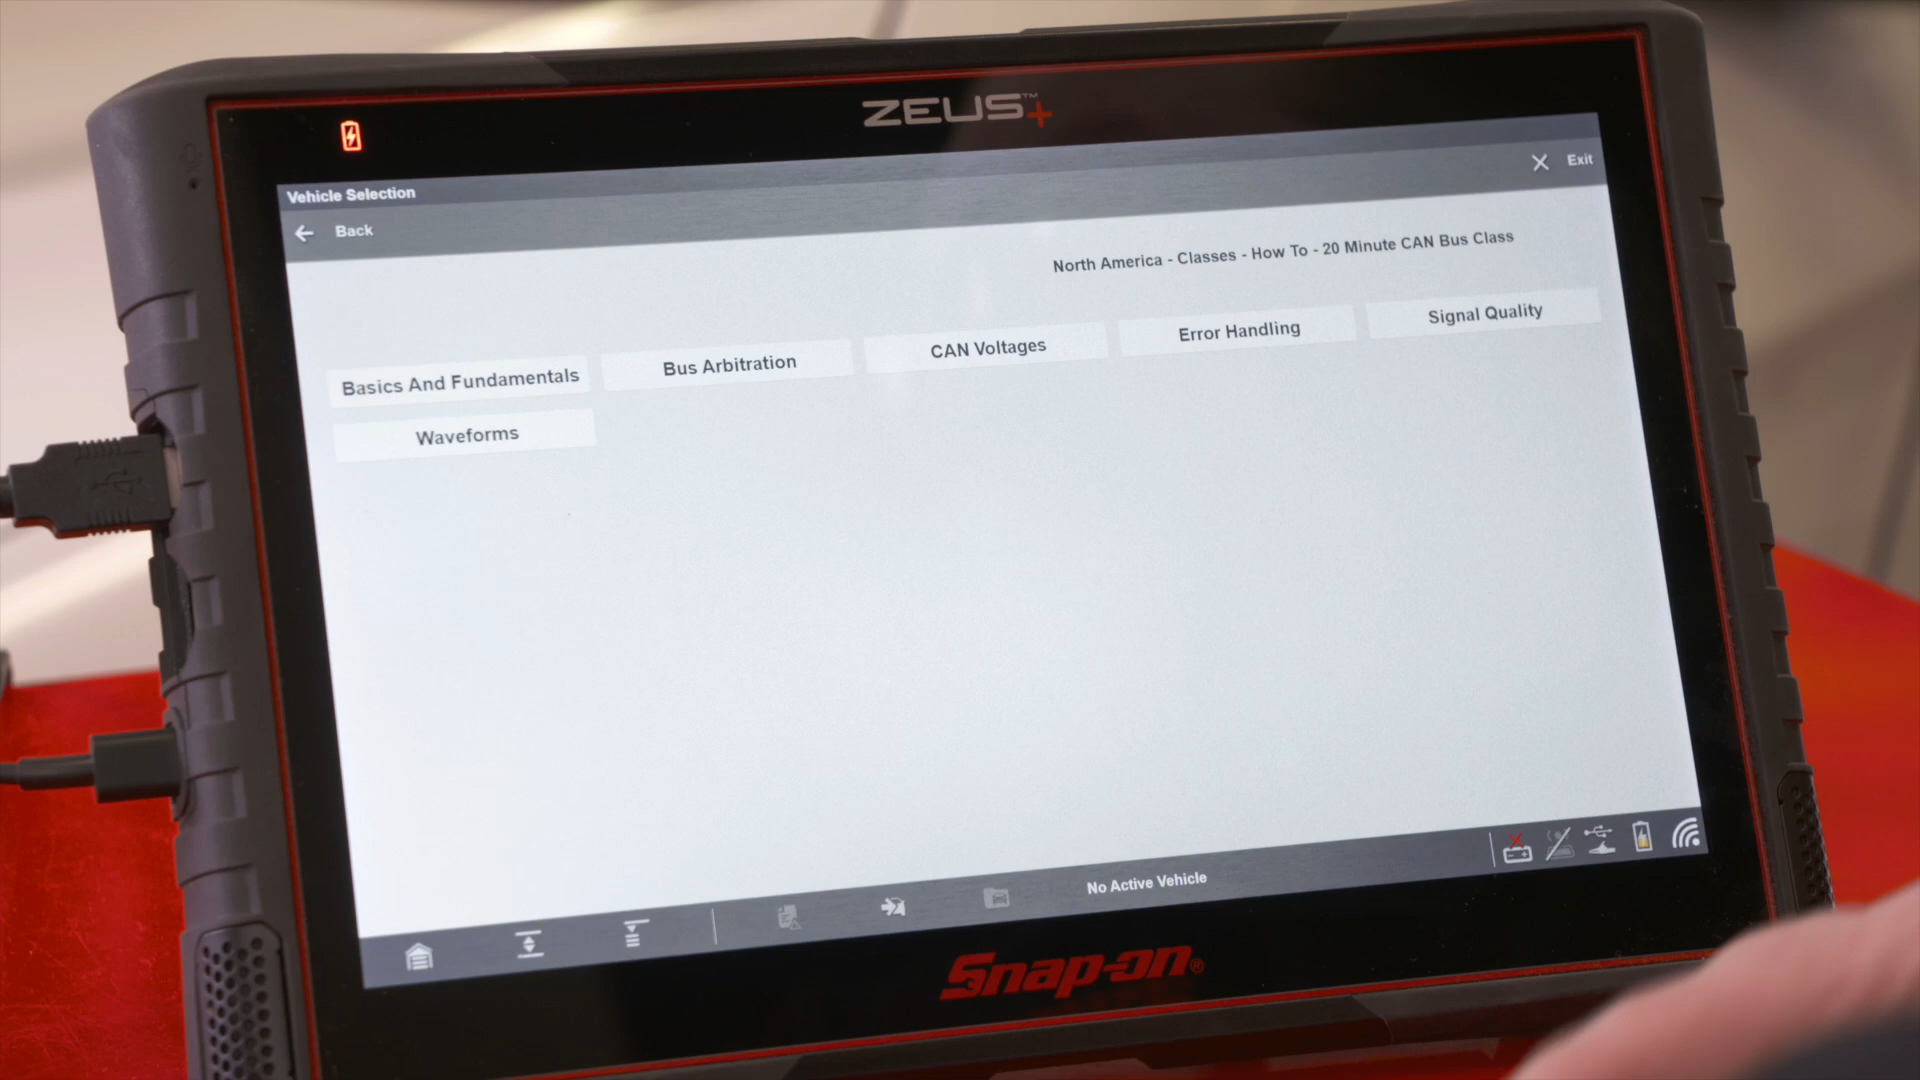 ZEUS™+
Vehicle Selection
Exit
Back
North America - Classes - How To - 20 Minute CAN Bus Class
Basics And Fundamentals
Bus Arbitration
CAN Voltages
Error Handling
Signal Quality
Waveforms
No Active Vehicle
Snap-on®